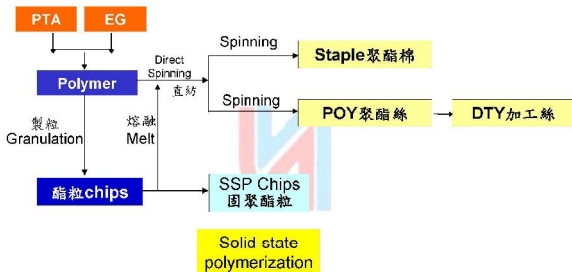 PTA
EG
Polymer
Direct
Spinning
直紡
Spinning
Staple聚酯棉
Spinning
POY聚酯絲
DTY加工絲
製粒
Granulation
熔融
Melt
酯粒chips
SSP Chips
固聚酯粒
Solid state
polymerization